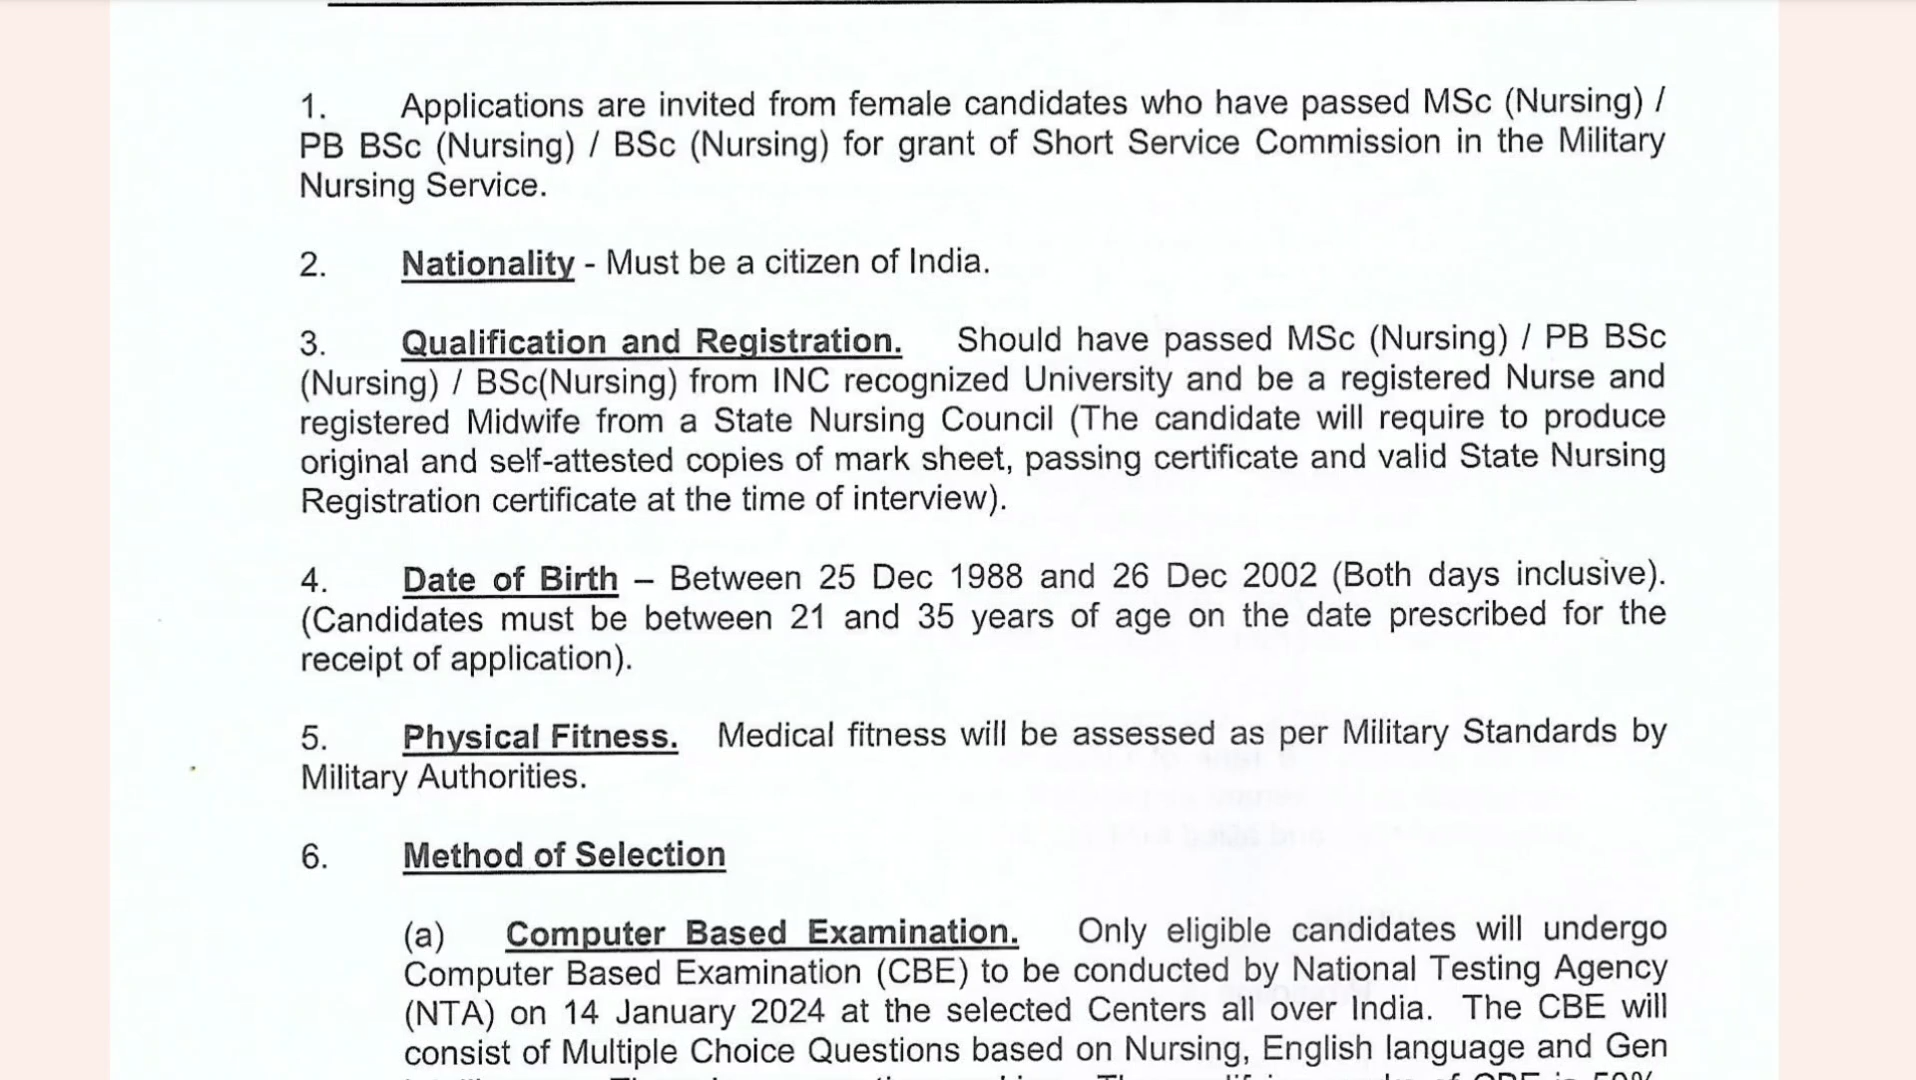 1. Applications are invited from female candidates who have passed MSc (Nursing) /
PB BSc (Nursing) / BSc (Nursing) for grant of Short Service Commission in the Military
Nursing Service.
2. Nationality - Must be a citizen of India.
3. Qualification and Registration. Should have passed MSc (Nursing) / PB BSc
(Nursing) / BSc(Nursing) from INC recognized University and be a registered Nurse and
registered Midwife from a State Nursing Council (The candidate will require to produce
original and self-attested copies of mark sheet, passing certificate and valid State Nursing
Registration certificate at the time of interview).
4. Date of Birth – Between 25 Dec 1988 and 26 Dec 2002 (Both days inclusive).
(Candidates must be between 21 and 35 years of age on the date prescribed for the
receipt of application).
5. Physical Fitness. Medical fitness will be assessed as per Military Standards by
Military Authorities.
6. Method of Selection
(a) Computer Based Examination. Only eligible candidates will undergo
Computer Based Examination (CBE) to be conducted by National Testing Agency
(NTA) on 14 January 2024 at the selected Centers all over India. The CBE will
consist of Multiple Choice Questions based on Nursing, English language and Gen